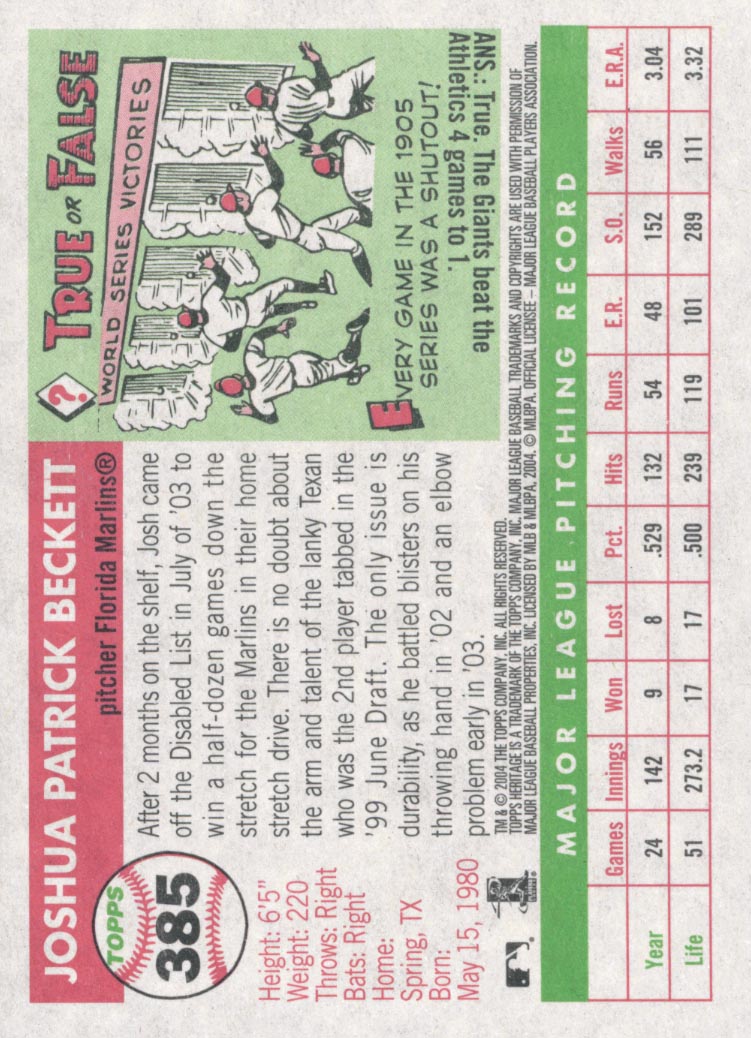 JOSHUA PATRICK BECKETT
pitcher Florida Marlins®
TOPPS
385
Height: 6'5"
Weight: 220
Throws: Right
Bats: Right
Home:
Spring, TX
Born:
May 15, 1980
After 2 months on the shelf, Josh came
off the Disabled List in July of '03 to
win a half-dozen games down the
stretch for the Marlins in their home
stretch drive. There is no doubt about
the arm and talent of the lanky Texan
who was the 2nd player tabbed in the
'99 June Draft. The only issue is
durability, as he battled blisters on his
throwing hand in '02 and an elbow
problem early in '03.
?
TRUE OR FALSE
WORLD SERIES VICTORIES
EVERY GAME IN THE 1905
SERIES WAS A SHUTOUT!
ANS.: True. The Giants beat the
Athletics 4 games to 1.
TM & © 2004 THE TOPPS COMPANY, INC. ALL RIGHTS RESERVED.
TOPPS HERITAGE IS A TRADEMARK OF THE TOPPS COMPANY, INC. MAJOR LEAGUE BASEBALL TRADEMARKS AND COPYRIGHTS ARE USED WITH PERMISSION OF
MAJOR LEAGUE BASEBALL PROPERTIES, INC. LICENSED BY MLB & MLBPA, 2004. © MLBPA. OFFICIAL LICENSEE – MAJOR LEAGUE BASEBALL PLAYERS ASSOCIATION.
MAJOR LEAGUE PITCHING RECORD
Games Innings Won Lost Pct. Hits Runs E.R. S.O. Walks E.R.A.
Year 24 142 9 8 .529 132 54 48 152 56 3.04
Life 51 273.2 17 17 .500 239 119 101 289 111 3.32